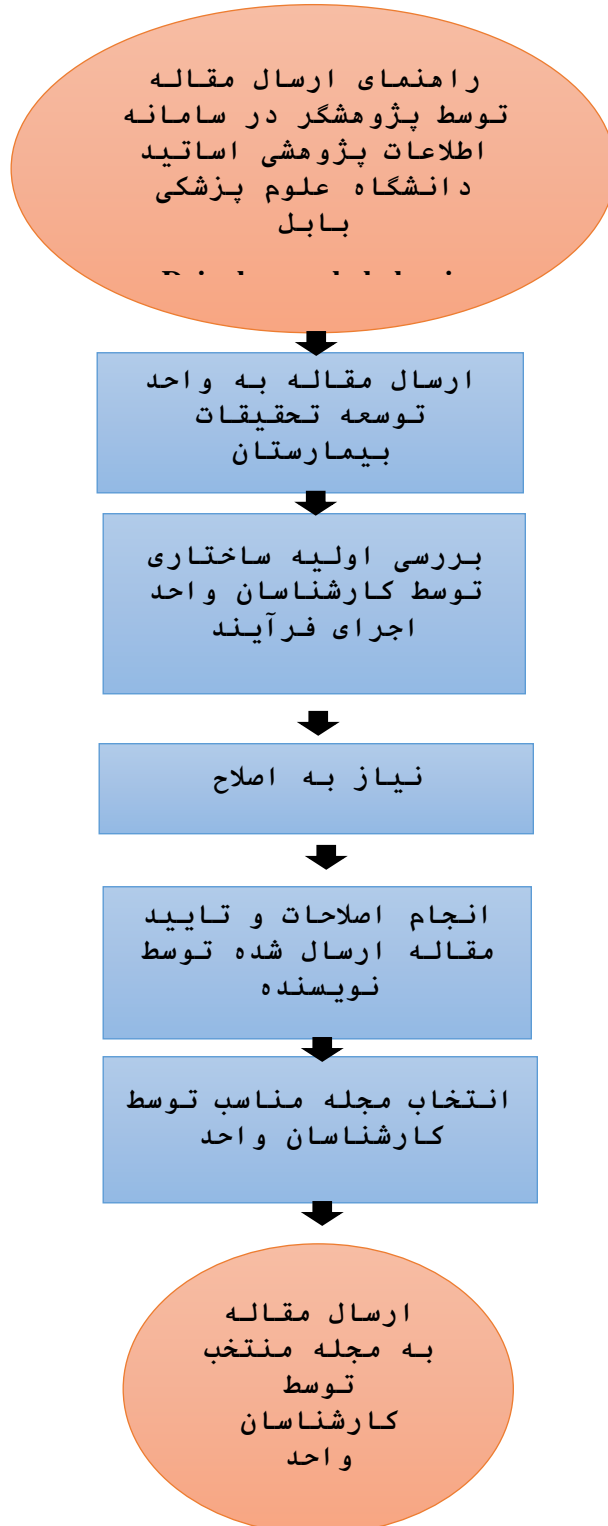 راهنمای ارسال مقاله
توسط پژوهشگر در سامانه
اطلاعات پژوهشی اساتید
دانشگاه علوم پزشکی
بابل
ارسال مقاله به واحد
توسعه تحقیقات
بیمارستان
بررسی اولیه ساختاری
توسط کارشناسان واحد
اجرای فرآیند
نیاز به اصلاح
انجام اصلاحات و تایید
مقاله ارسال شده توسط
نویسنده
انتخاب مجله مناسب توسط
کارشناسان واحد
ارسال مقاله
به مجله منتخب
توسط
کارشناسان
واحد